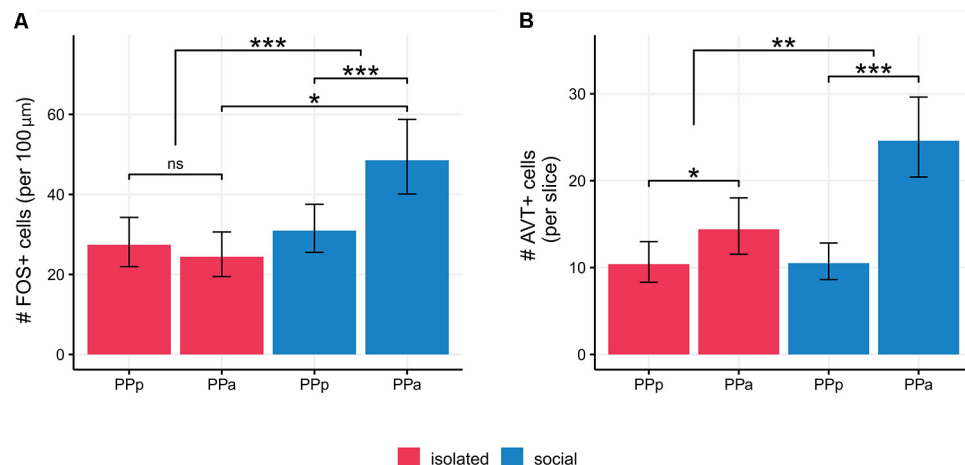 A
# FOS+ cells (per 100 μm)
60
40
20
0
***
***
*
ns
PPp PPa PPp PPa
B
# AVT+ cells
(per slice)
30
20
10
0
**
***
*
PPp PPa PPp PPa
isolated social